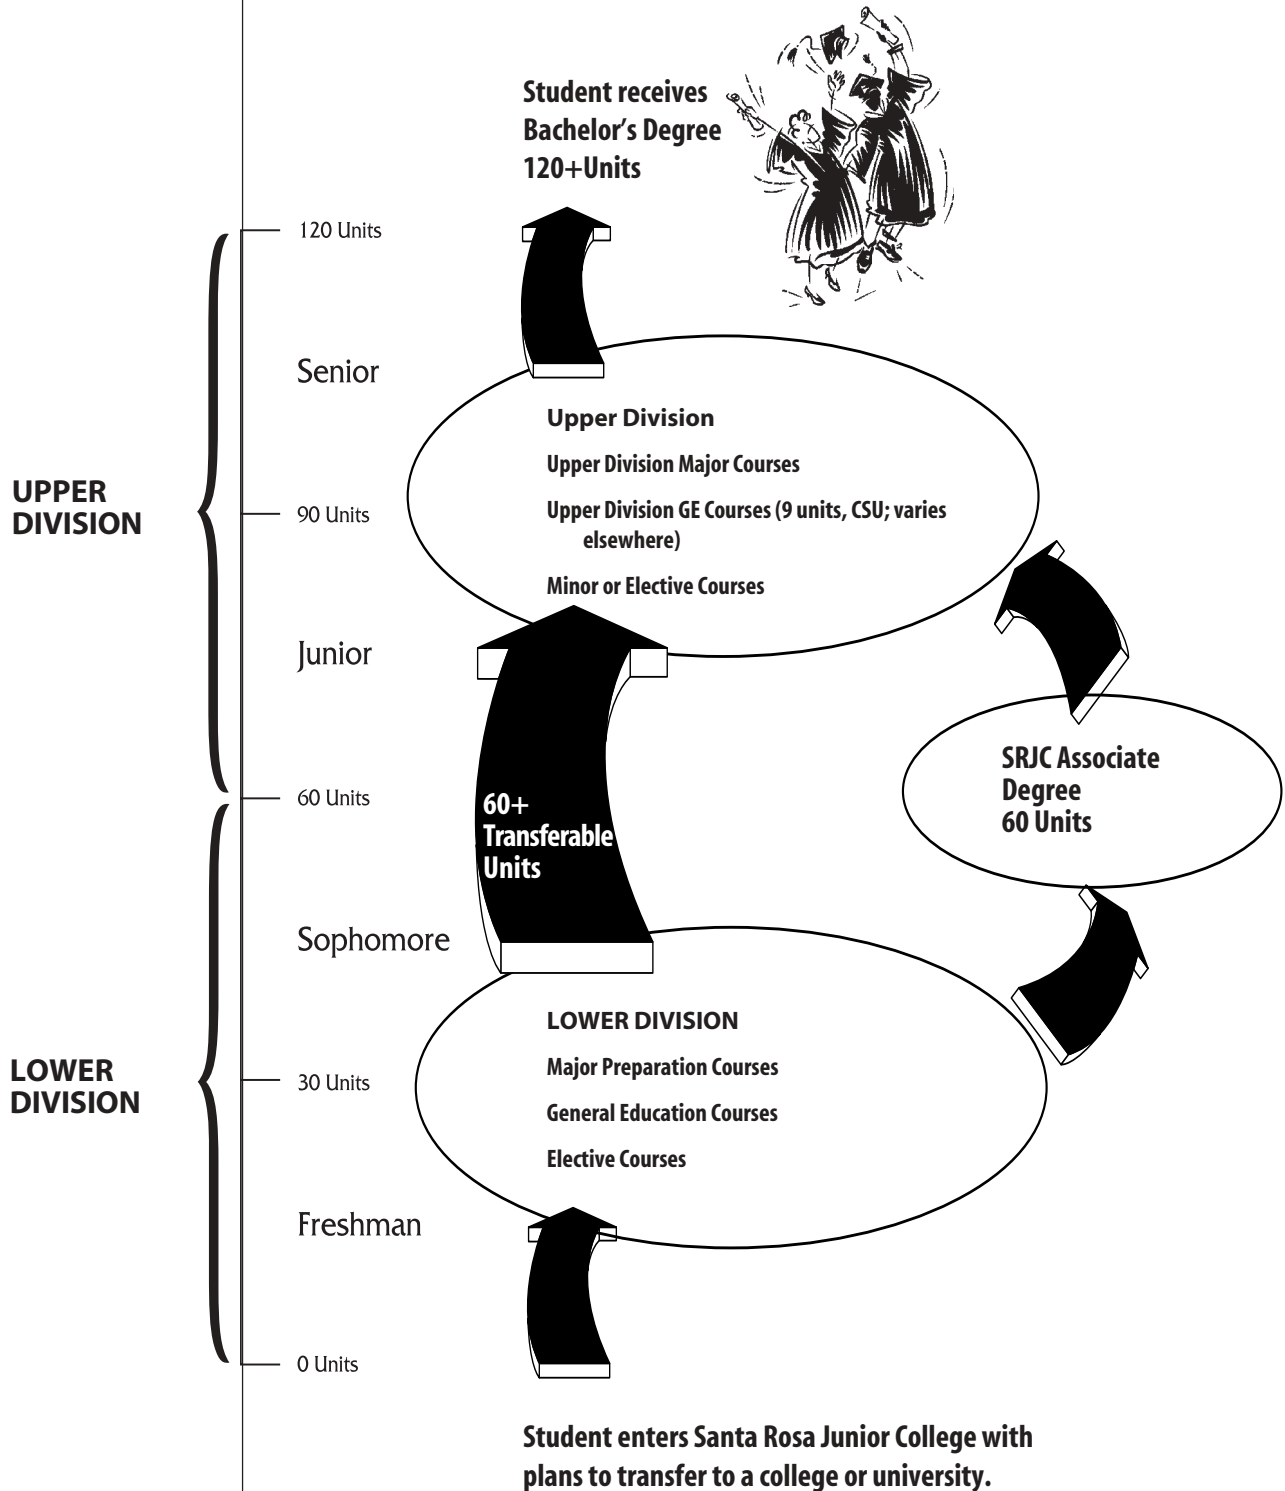 Student receives
Bachelor’s Degree
120+Units
120 Units
Senior
Upper Division
Upper Division Major Courses
UPPER
DIVISION
90 Units
Upper Division GE Courses (9 units, CSU; varies
elsewhere)
Minor or Elective Courses
Junior
SRJC Associate
Degree
60 Units
60 Units
60+
Transferable
Units
Sophomore
LOWER DIVISION
Major Preparation Courses
LOWER
DIVISION
30 Units
General Education Courses
Elective Courses
Freshman
0 Units
Student enters Santa Rosa Junior College with
plans to transfer to a college or university.